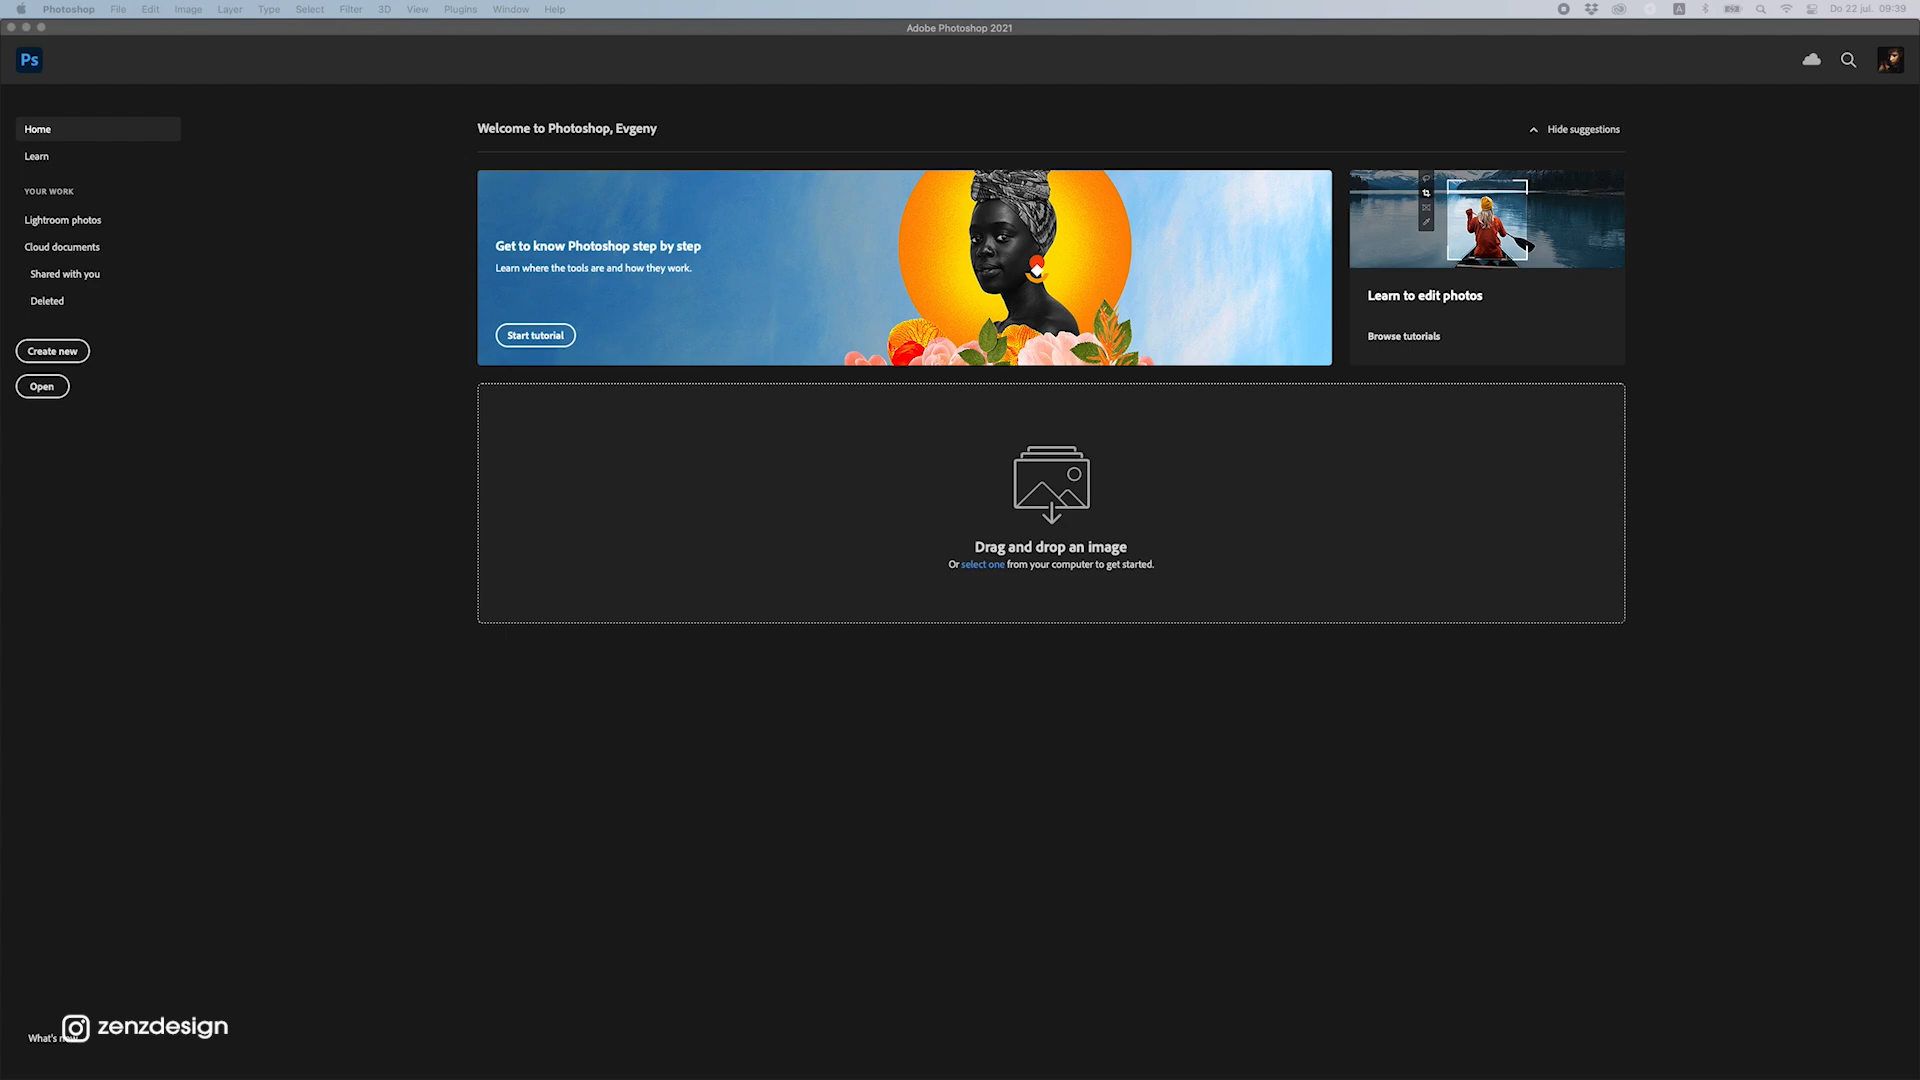 Photoshop File Edit Image Layer Type Select Filter 3D View Plugins Window Help
A
Do 22 jul. 09:39
Adobe Photoshop 2021
Ps
Home
Learn
YOUR WORK
Lightroom photos
Cloud documents
Shared with you
Deleted
Create new
Open
Welcome to Photoshop, Evgeny
Hide suggestions
Get to know Photoshop step by step
Learn where the tools are and how they work.
Start tutorial
Learn to edit photos
Browse tutorials
Drag and drop an image
Or select one from your computer to get started.
What's
zenzdesign